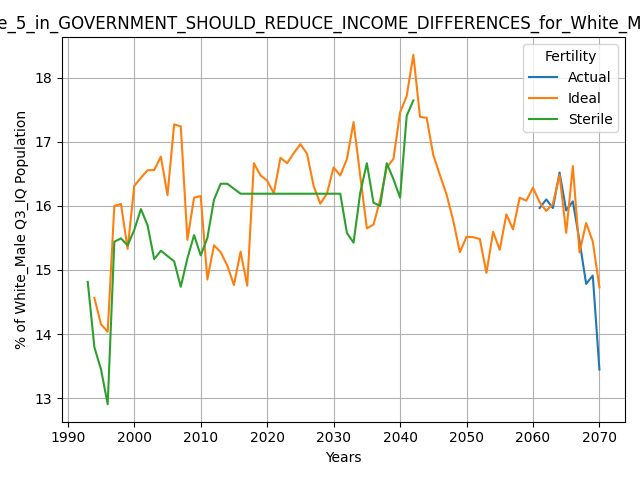 e_5_in_GOVERNMENT_SHOULD_REDUCE_INCOME_DIFFERENCES_for_White_M
Fertility
Actual
Ideal
Sterile
% of White_Male Q3_IQ Population
18
17
16
15
14
13
1990 2000 2010 2020 2030 2040 2050 2060 2070
Years